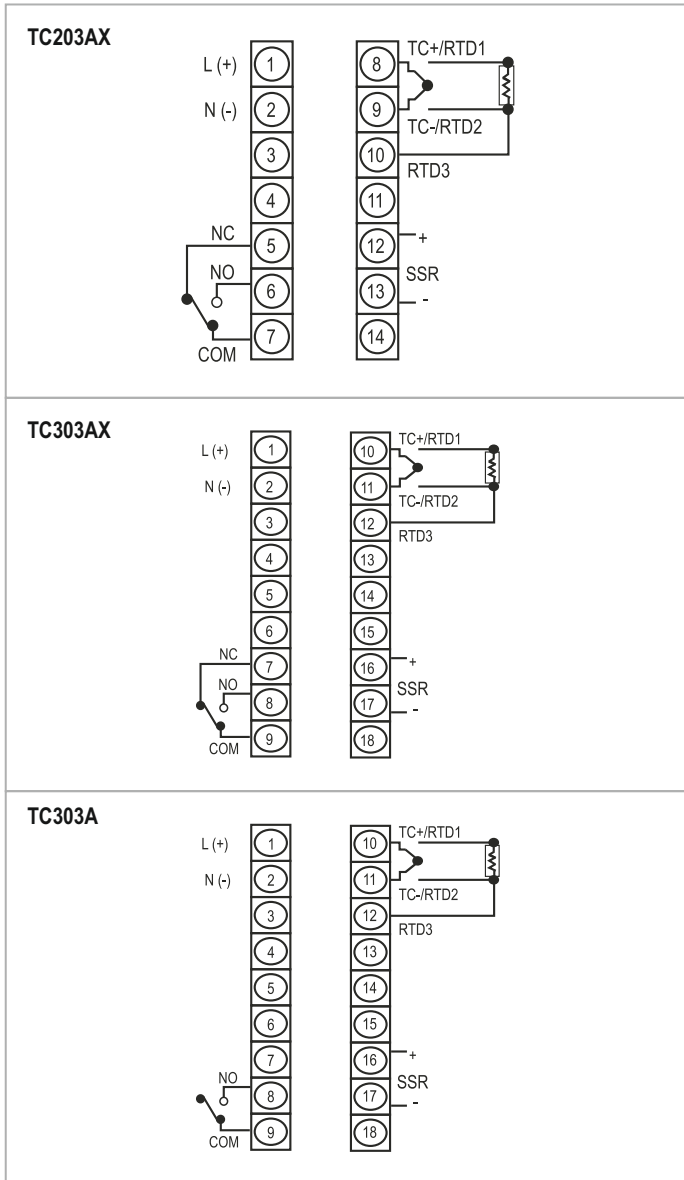 TC203AX
L (+) 1 8 TC+/RTD1
N (-) 2 9 TC-/RTD2
3 10 RTD3
4 11
NC 5 12 +
SSR
NO 6 13 -
COM 7 14
TC303AX
L (+) 1 10 TC+/RTD1
N (-) 2 11 TC-/RTD2
3 12 RTD3
4 13
5 14
6 15
NC 7 16 +
SSR
NO 8 17 -
COM 9 18
TC303A
L (+) 1 10 TC+/RTD1
N (-) 2 11 TC-/RTD2
3 12 RTD3
4 13
5 14
6 15
7 16 +
SSR
NO 8 17 -
COM 9 18